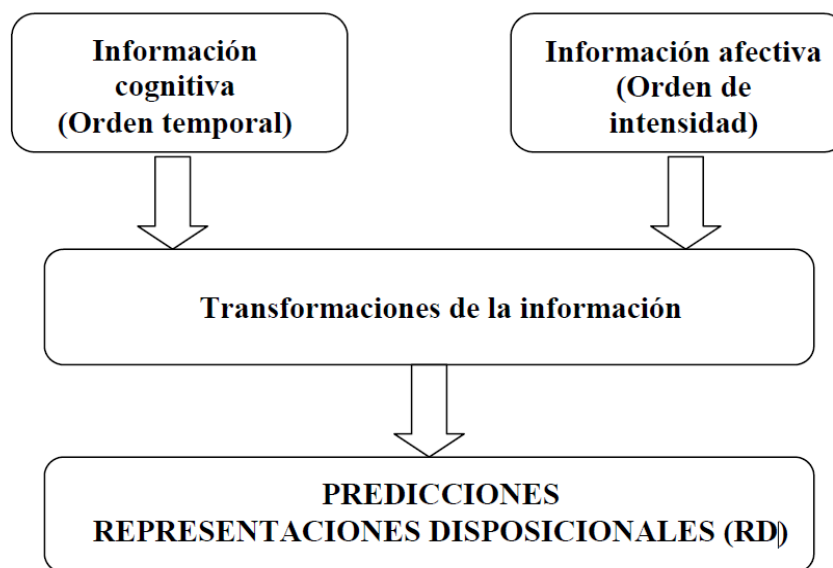 Información
cognitiva
(Orden temporal)
Información afectiva
(Orden de
intensidad)
Transformaciones de la información
PREDICCIONES
REPRESENTACIONES DISPOSICIONALES (RD)